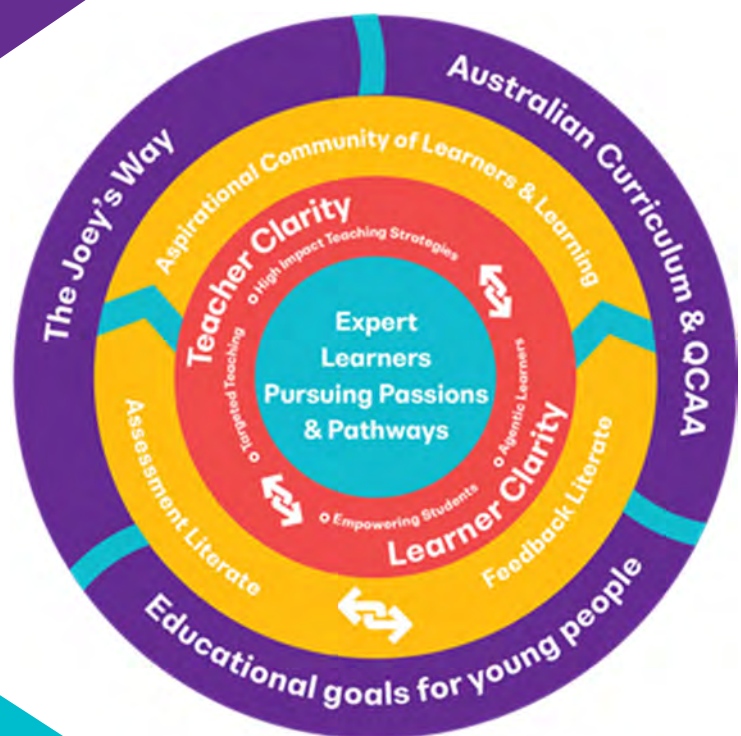 The Joey's Way
Australian Curriculum & QCAA
Educational goals for young people
Aspirational Community of Learners & Learning
Assessment Literate
Feedback Literate
Teacher Clarity
High Impact Teaching Strategies
Targeted Teaching
Learner Clarity
Agentic Learners
Empowering Students
Expert
Learners
Pursuing Passions
& Pathways